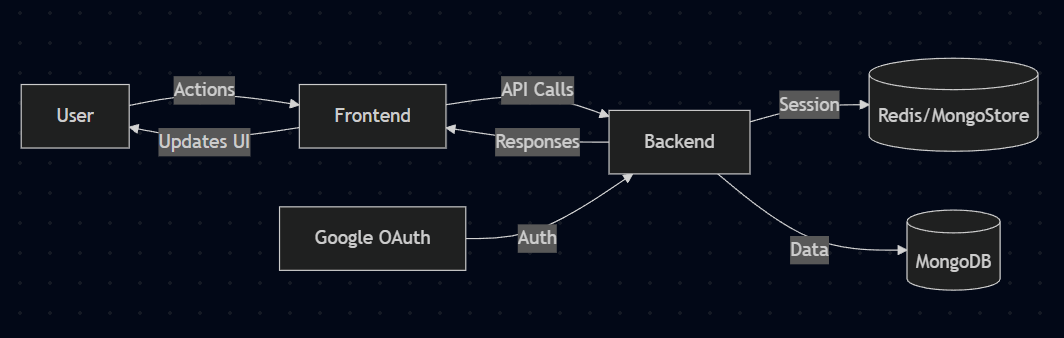 Actions
API Calls
Session
User
Frontend
Redis/MongoStore
Updates UI
Responses
Backend
Google OAuth
Auth
Data
MongoDB